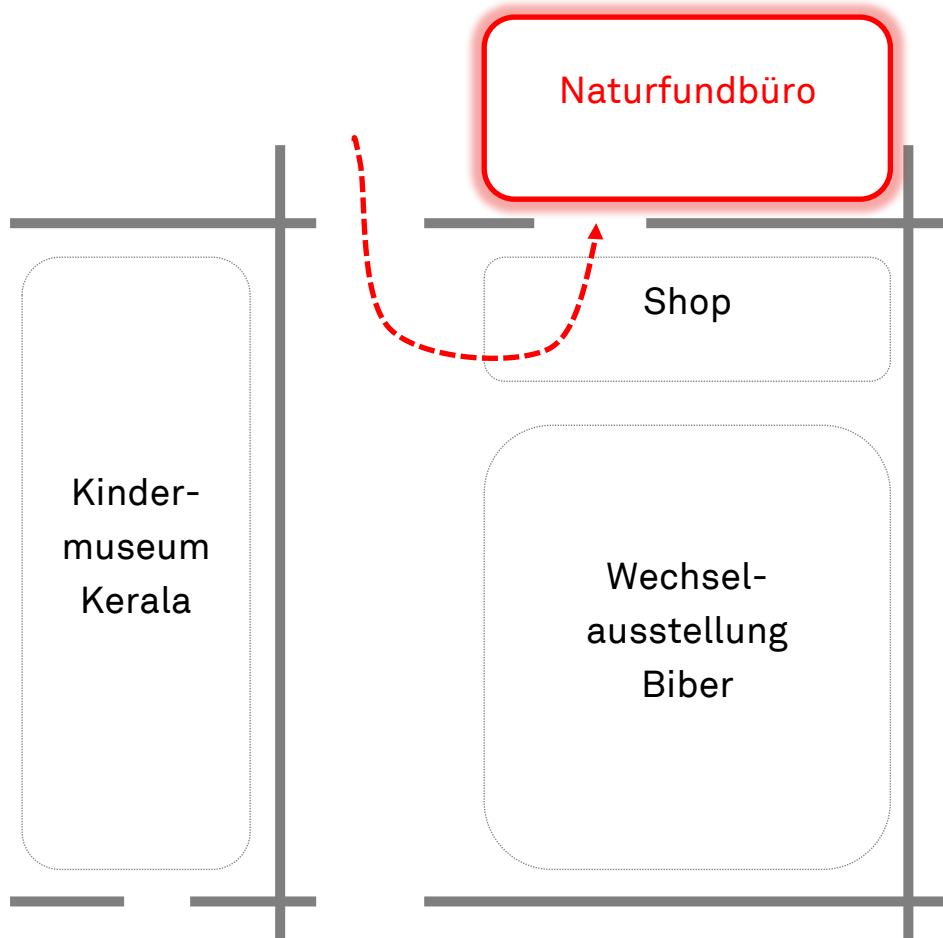 Naturfundbüro
Shop
Kinder-
museum
Kerala
Wechsel-
ausstellung
Biber